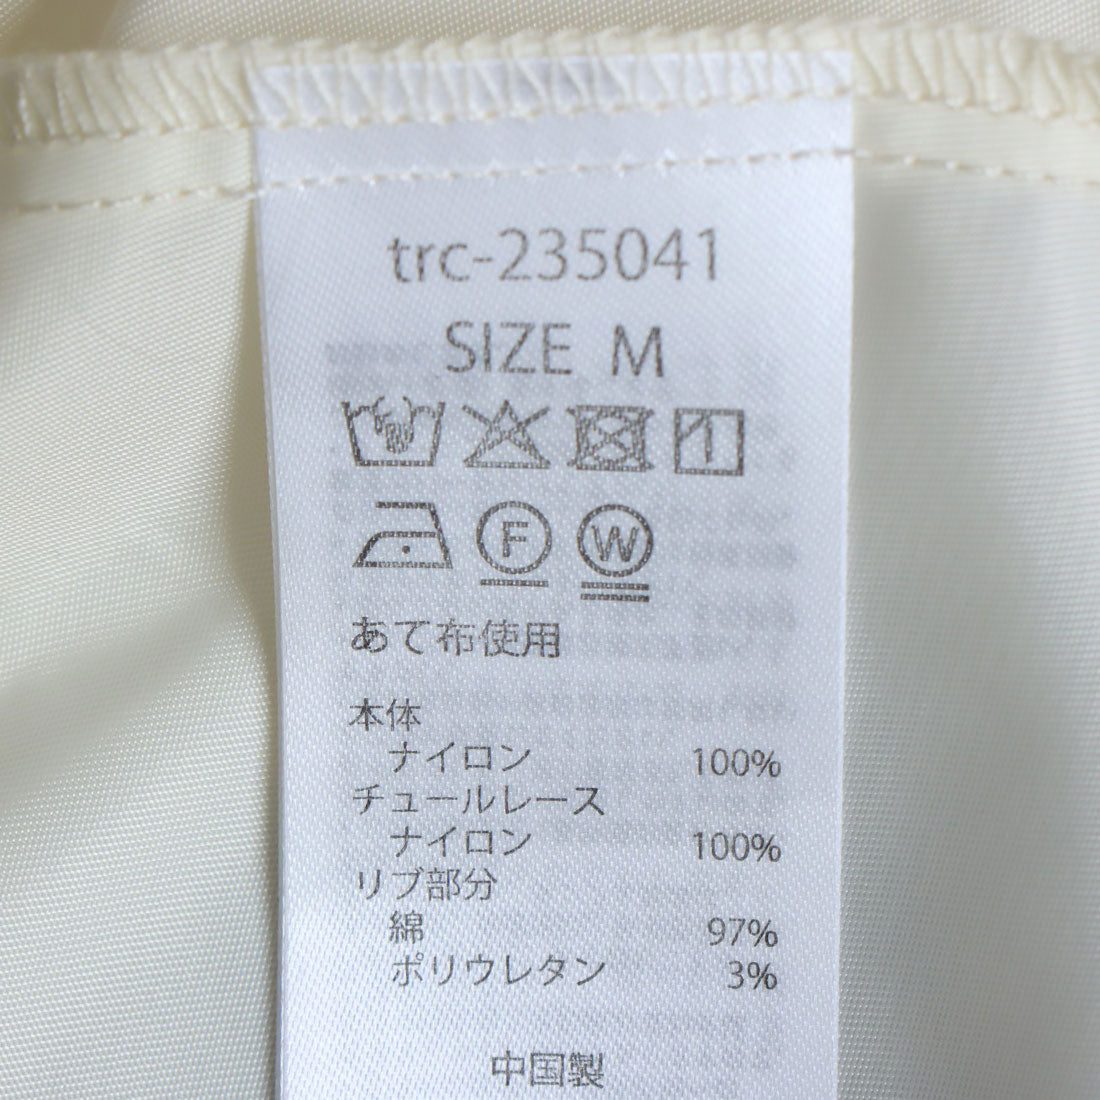 trc-235041
SIZE M
F W
あて布使用
本体
ナイロン 100%
チュールレース
ナイロン 100%
リブ部分
綿 97%
ポリウレタン 3%
中国製